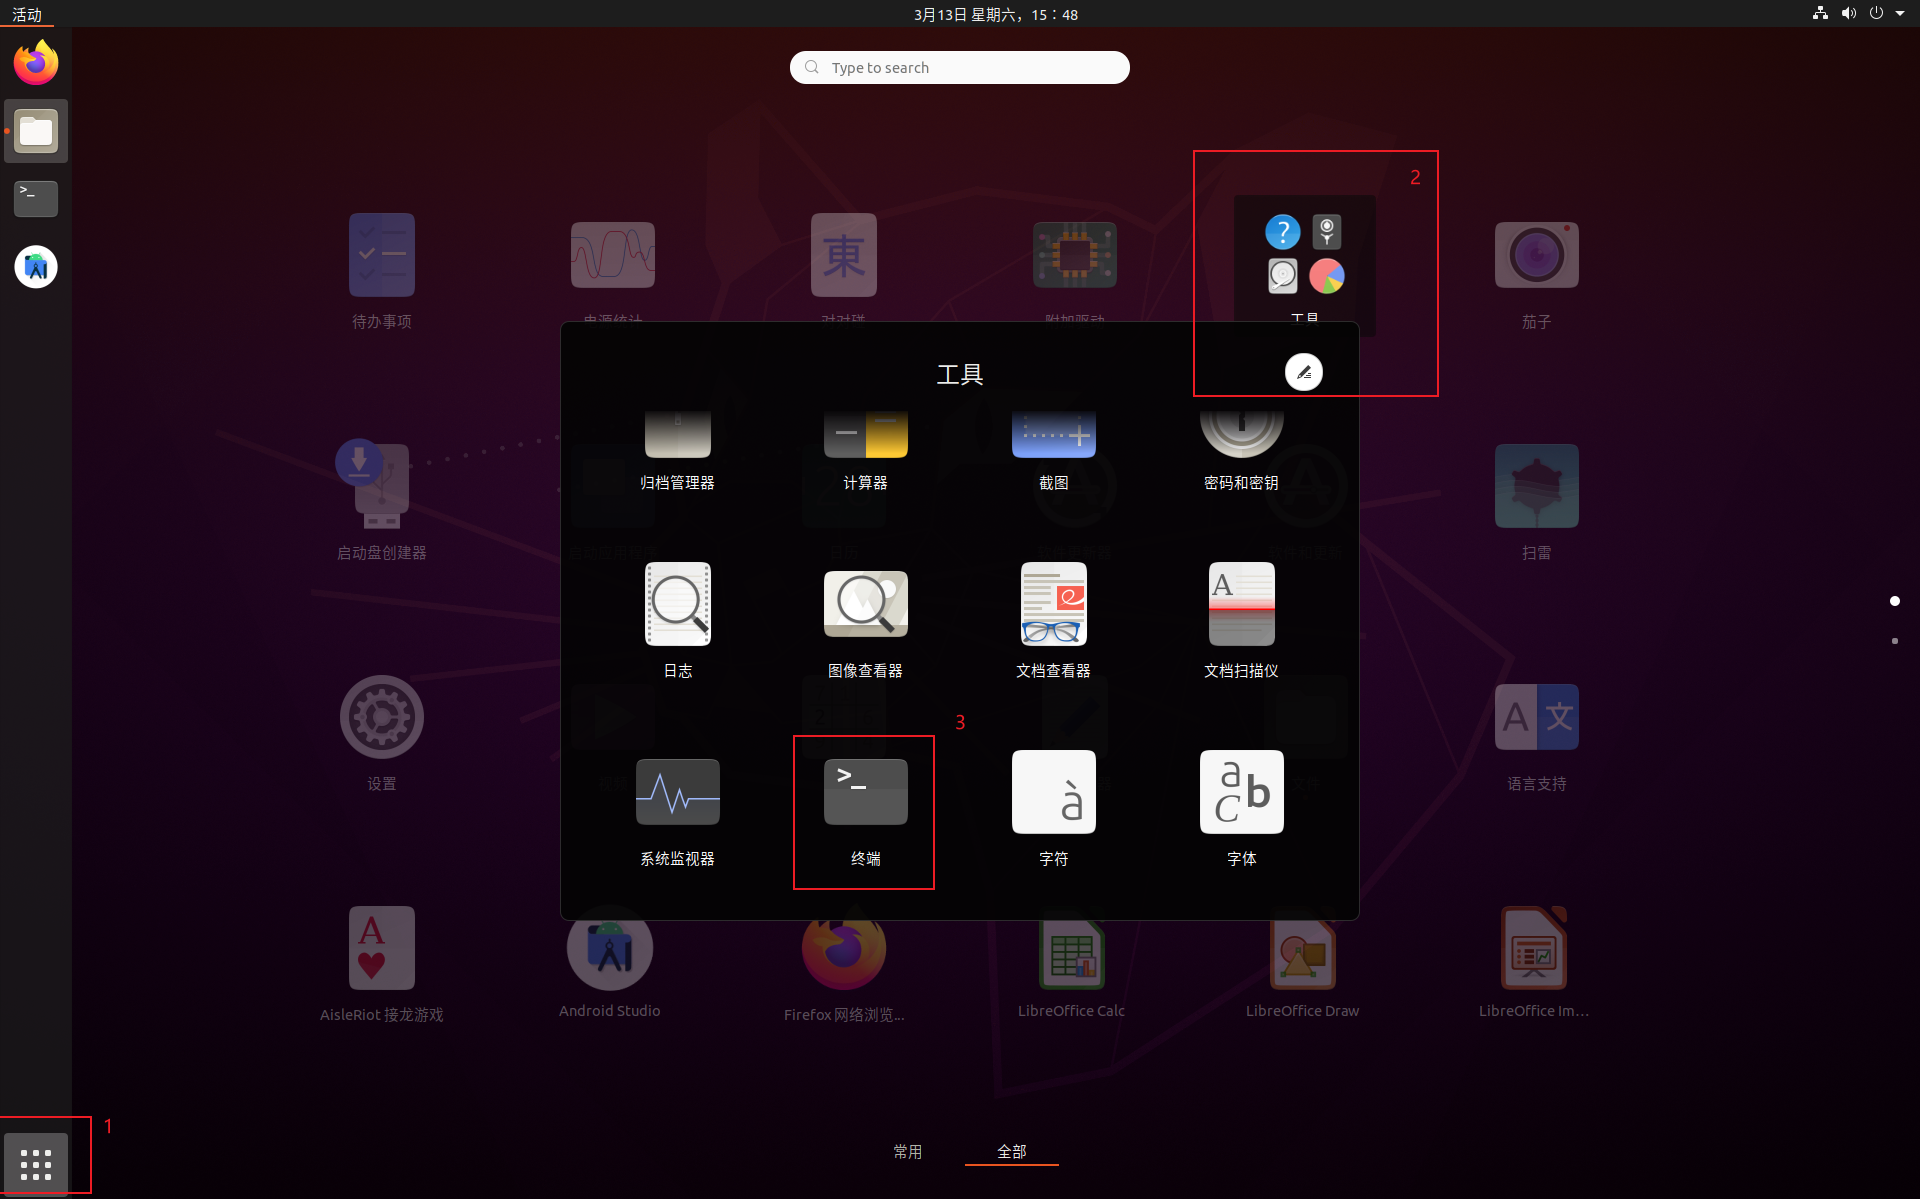 活动
3月13日 星期六，15：48
Type to search
2
待办事项
电源统计
对对碰
附加驱动
工具
茄子
工具
归档管理器
计算器
截图
密码和密钥
启动盘创建器
扫雷
日志
图像查看器
文档查看器
文档扫描仪
3
设置
语言支持
系统监视器
终端
字符
字体
AisleRiot 接龙游戏
Android Studio
Firefox 网络浏览...
LibreOffice Calc
LibreOffice Draw
LibreOffice Im...
1
常用
全部